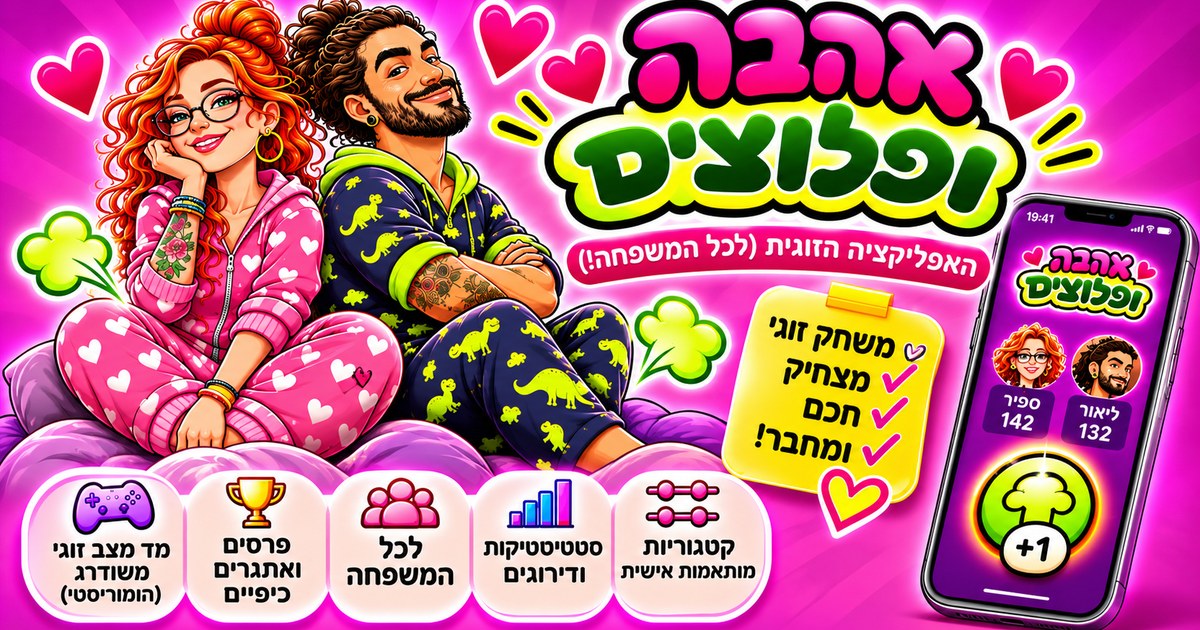 אהבה
ופלוצים
האפליקציה הזוגית (לכל המשפחה!)
משחק זוגי
מצחיק
חכם
ומחבר!
19:41
אהבה
ופלוצים
ספיר
142
ליאור
132
+1
מד מצב זוגי
משודרג
(הומוריסטי)
פרסים
ואתגרים
כיפיים
לכל
המשפחה
סטטיסטיקות
ודירוגים
קטגוריות
מותאמות אישית